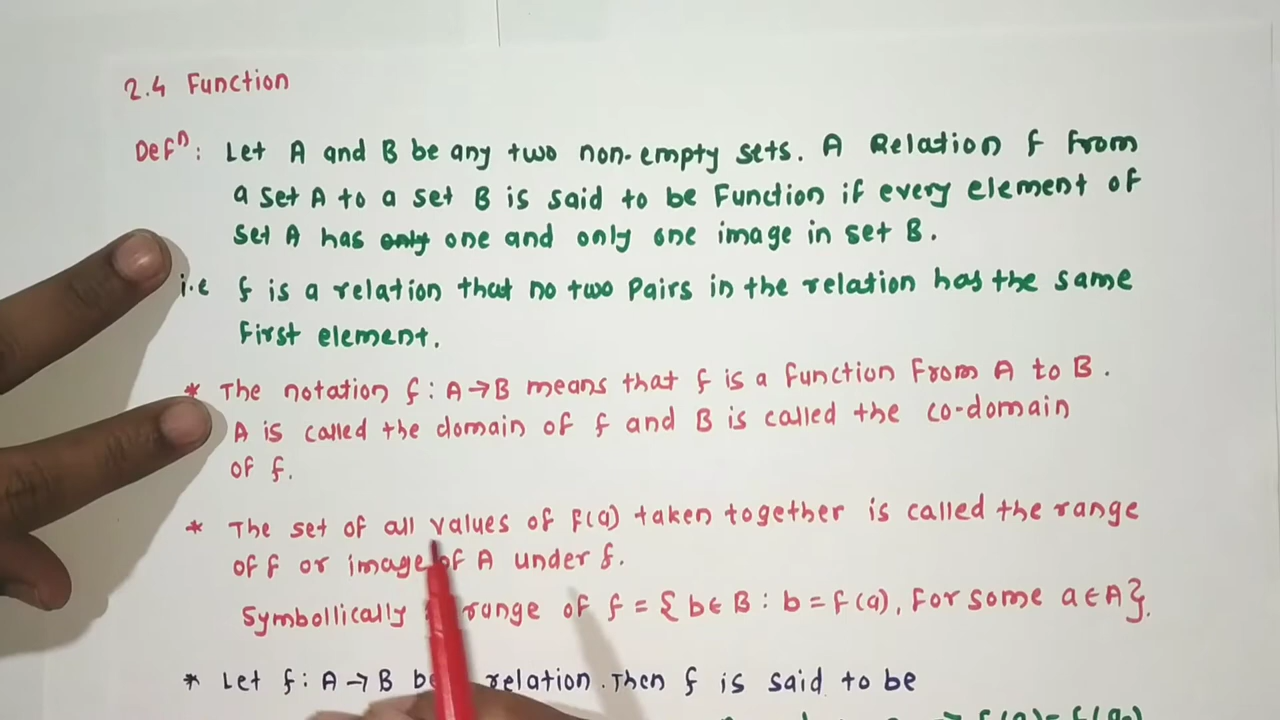 2.4 Function
Defⁿ: Let A and B be any two non-empty sets. A Relation f from
a set A to a set B is said to be Function if every element of
set A has only one and only one image in set B.
i.e f is a relation that no two Pairs in the relation has the same
First element.
* The notation f : A → B means that f is a function From A to B.
A is called the domain of f and B is called the co-domain
of f.
* The set of all values of f(a) taken together is called the range
of f or image of A under f.
Symbollically range of f = { b ∈ B : b = f(a), For some a ∈ A }.
* Let f : A → B relation. Then f is said to be